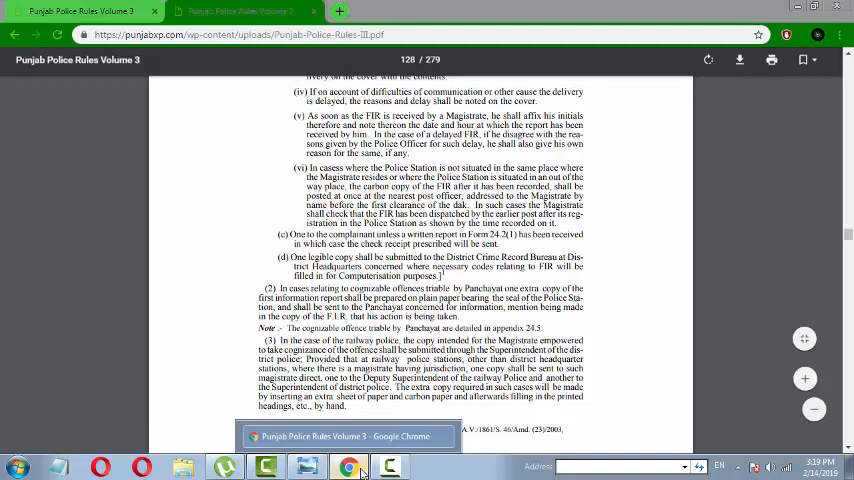 Punjab Police Rules Volume 3
Punjab Police Rules Volume 3
https://punjabxp.com/wp-content/uploads/Punjab-Police-Rules-III.pdf
Punjab Police Rules Volume 3
128 / 279
livery on the cover with the contents.
(iv) If on account of difficulties of communication or other cause the delivery
is delayed, the reasons and delay shall be noted on the cover.
(v) As soon as the FIR is received by a Magistrate, he shall affix his initials
therefore and note thereon the date and hour at which the report has been
received by him. In the case of a delayed FIR, if he disagree with the rea-
sons given by the Police Officer for such delay, he shall also give his own
reason for the same, if any.
(vi) In casess where the Police Station is not situated in the same place where
the Magistrate resides or where the Police Station is situated in an out of the
way place, the carbon copy of the FIR after it has been recorded, shall be
posted at once at the nearest post officer, addressed to the Magistrate by
name before the first clearance of the dak. In such cases the Magistrate
shall check that the FIR has been dispatched by the earlier post after its reg-
istration in the Police Station as shown by the time recorded on it.
(c) One to the complainant unless a written report in Form 24.2(1) has been received
in which case the check receipt prescribed will be sent.
(d) One legible copy shall be submitted to the District Crime Record Bureau at Dis-
trict Headquarters concerned where necessary codes relating to FIR will be
filled in for Computerisation purposes.]1
(2) In cases relating to cognizable offences triable by Panchayat one extra copy of the
first information report shall be prepared on plain paper bearing the seal of the Police Sta-
tion, and shall be sent to the Panchayat concerned for information, mention being made
in the copy of the F.I.R. that his action is being taken.
Note :- The cognizable offence triable by Panchayat are detailed in appendix 24.5.
(3) In the case of the railway police, the copy intended for the Magistrate empowered
to take cognizance of the offence shall be submitted through the Superintendent of the dis-
trict police; Provided that at railway police stations, other than district headquarter
stations, where there is a magistrate having jurisdiction, one copy shall be sent to such
magistrate direct, one to the Deputy Superintendent of the railway Police and another to
the Superintendent of district police. The extra copy required in such cases will be made
by inserting an extra sheet of paper and carbon paper and afterwards filling in the printed
headings, etc., by hand.
A.V./1861/S. 46/Amd. (23)/2003,
Punjab Police Rules Volume 3 - Google Chrome
Address
EN
3:19 PM
2/14/2019